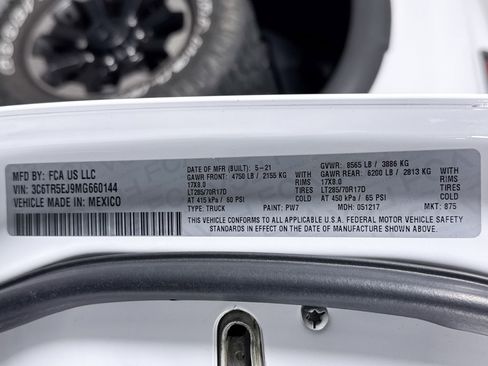 MFD BY: FCA US LLC
VIN: 3C6TR5EJ9MG660144
VEHICLE MADE IN: MEXICO
DATE OF MFR (BUILT): 5-21
GVWR: 8565 LB / 3886 KG
GAWR FRONT: 4750 LB / 2155 KG WITH
GAWR REAR: 6200 LB / 2813 KG WITH
17X8.0 RIMS
17X8.0 RIMS
LT285/70R17D TIRES
LT285/70R17D TIRES
AT 415 kPa / 60 PSI
AT 450 kPa / 65 PSI
TYPE: TRUCK PAINT: PW7 MDH: 051217 MKT: 875
THIS VEHICLE CONFORMS TO ALL APPLICABLE U.S.A. FEDERAL MOTOR VEHICLE SAFETY
STANDARDS IN EFFECT ON THE DATE OF MANUFACTURE SHOWN ABOVE